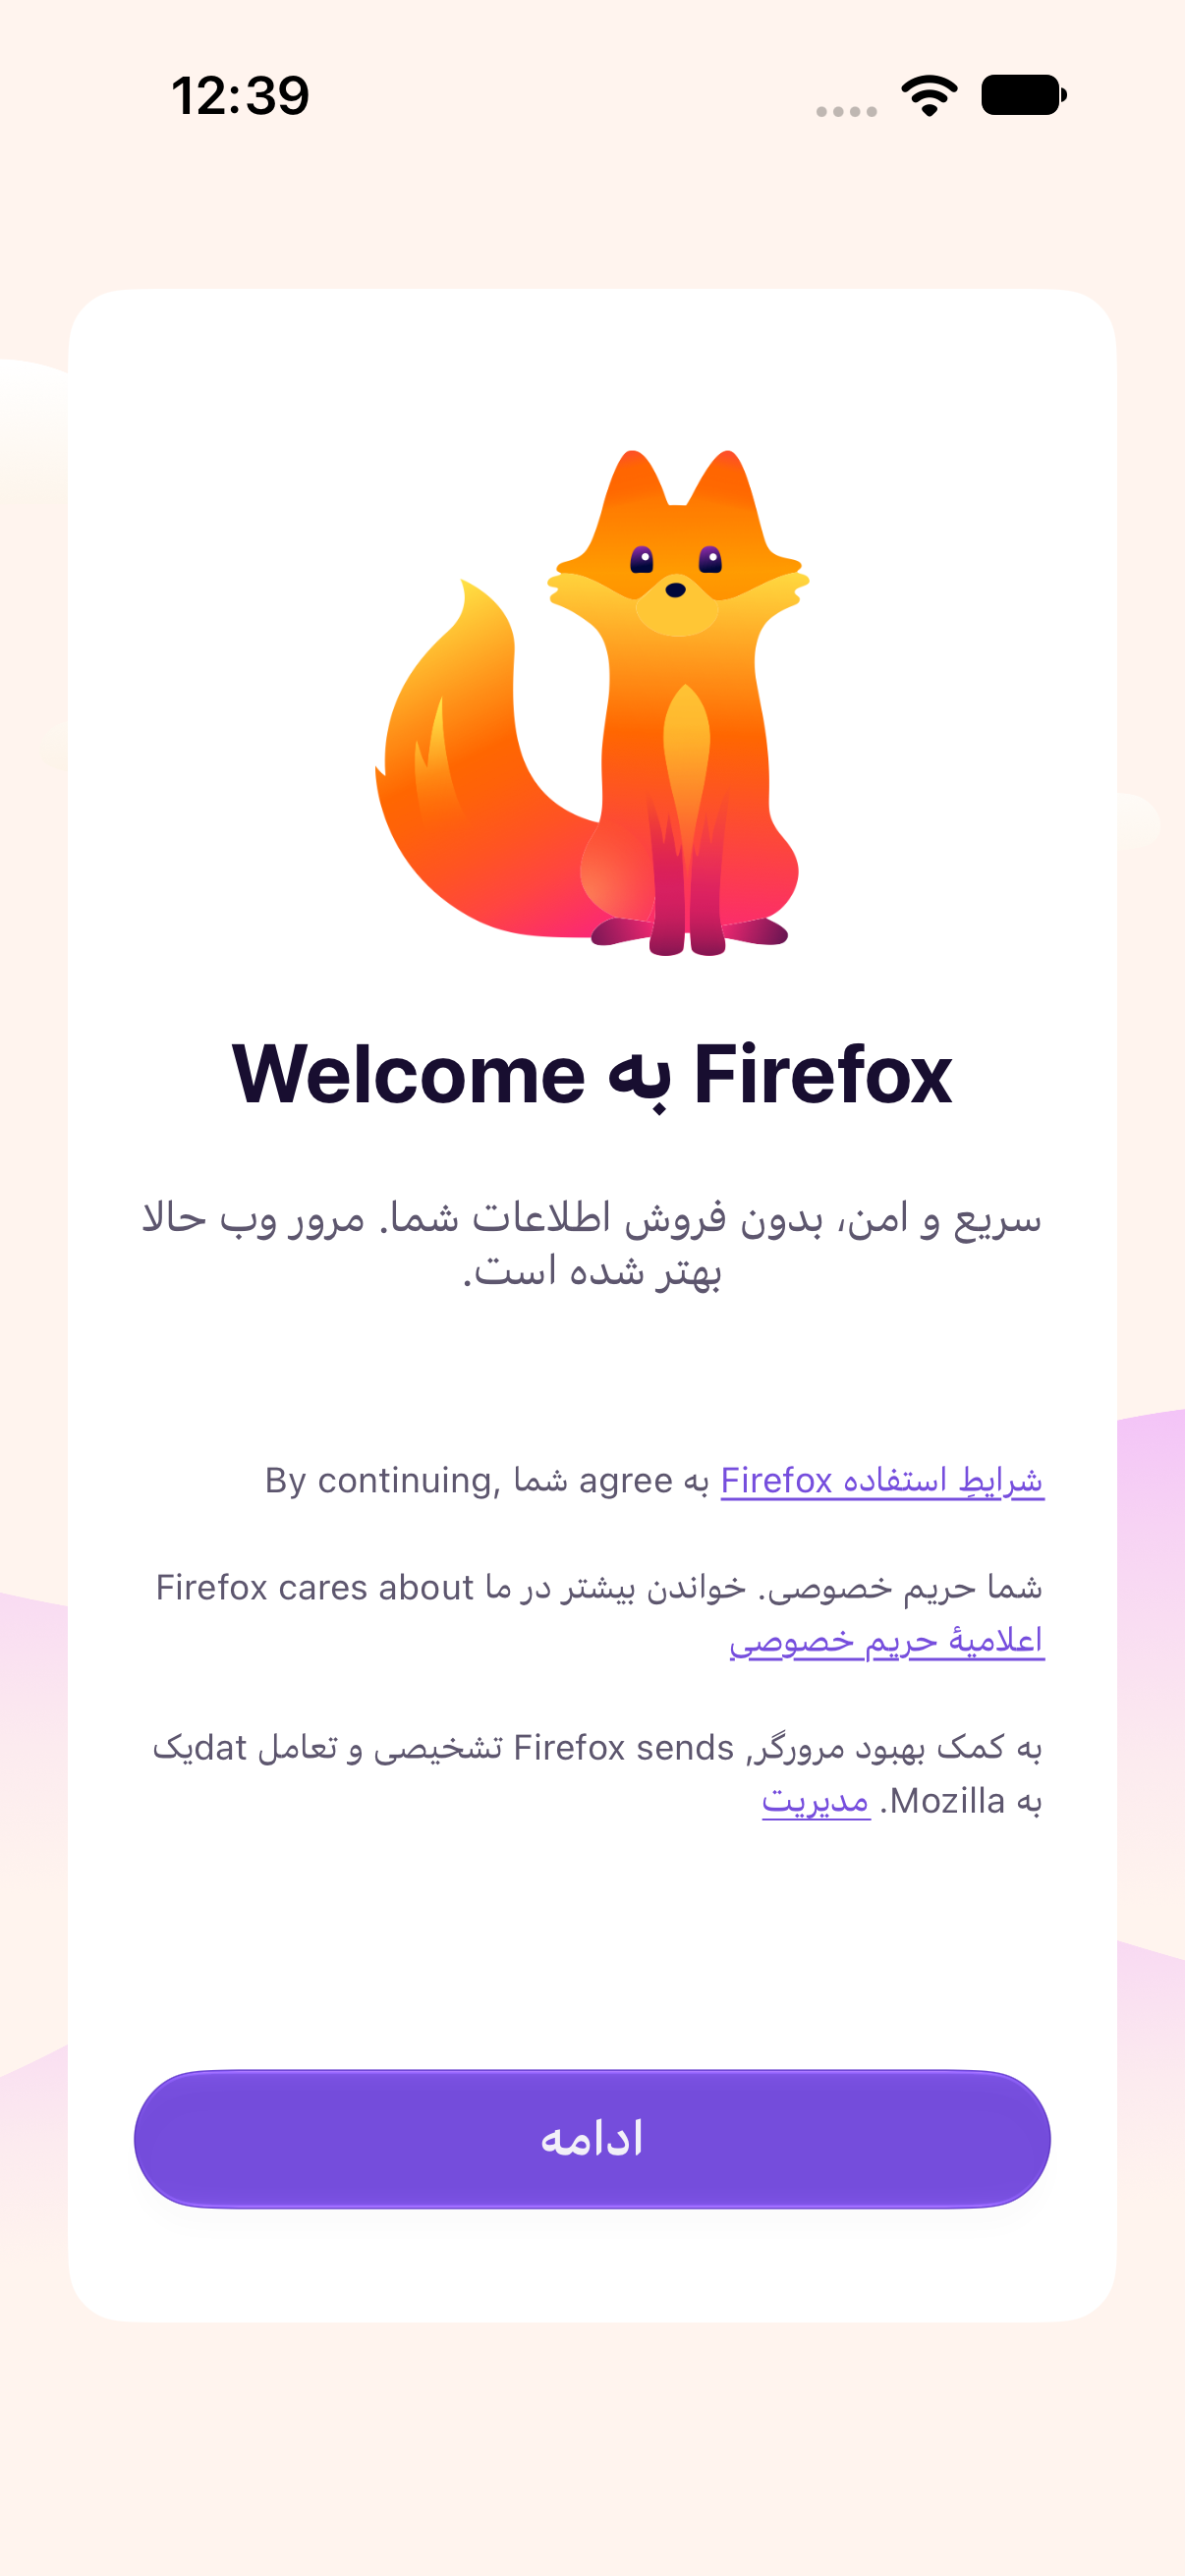 12:39
Welcome به Firefox
سریع و امن، بدون فروش اطلاعات شما. مرور وب حالا
بهتر شده است.
By continuing, شما agree به شرایطِ استفاده Firefox
Firefox cares about شما حریم خصوصی. خواندن بیشتر در ما
اعلامیهٔ حریم خصوصی
به کمک بهبود مرورگر, Firefox sends تشخیصی و تعامل datیک
به Mozilla. مدیریت
ادامه